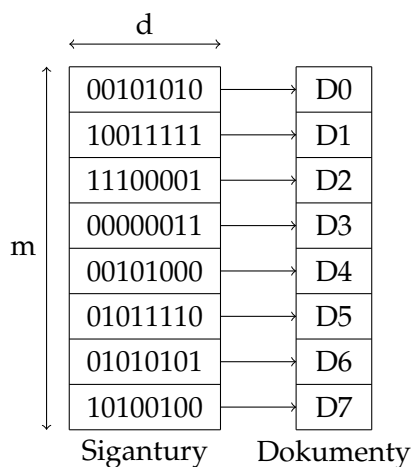 d
00101010 D0
10011111 D1
11100001 D2
00000011 D3
m
00101000 D4
01011110 D5
01010101 D6
10100100 D7
Sigantury Dokumenty